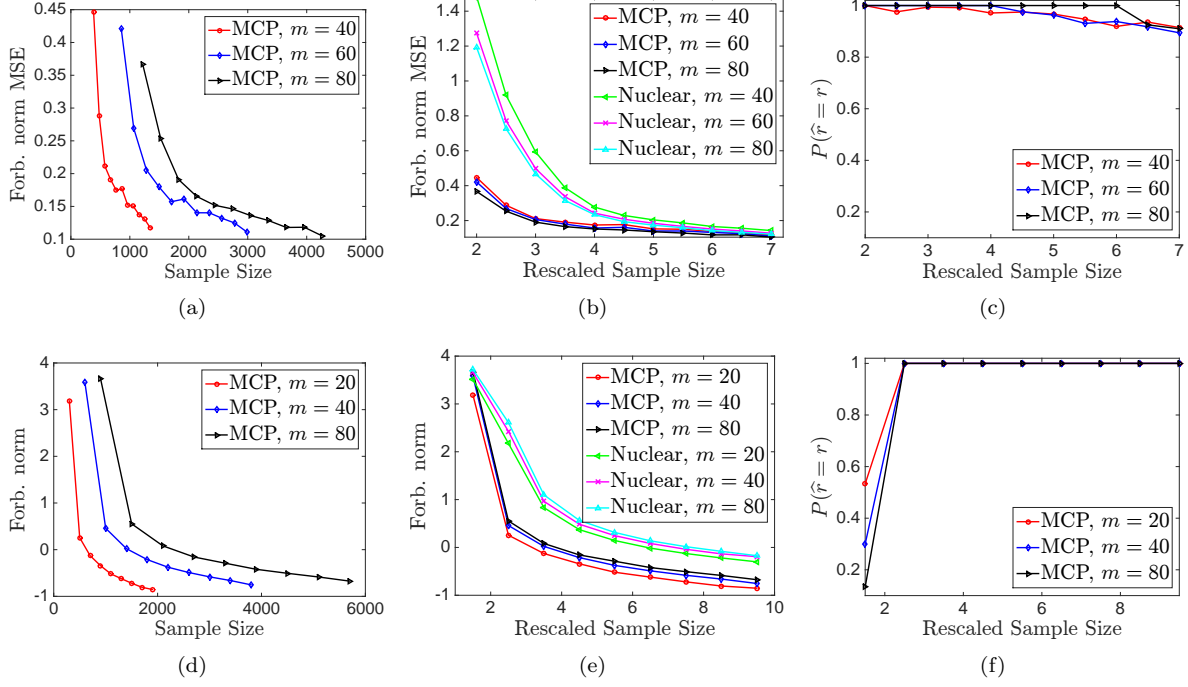 Forb. norm MSE
0.45
0.4
0.35
0.3
0.25
0.2
0.15
0.1
MCP, m = 40
MCP, m = 60
MCP, m = 80
0 1000 2000 3000 4000 5000
Sample Size
(a)
Forb. norm MSE
1.4
1.2
1
0.8
0.6
0.4
0.2
MCP, m = 40
MCP, m = 60
MCP, m = 80
Nuclear, m = 40
Nuclear, m = 60
Nuclear, m = 80
2 3 4 5 6 7
Rescaled Sample Size
(b)
P(r̂ = r)
1
0.8
0.6
0.4
0.2
MCP, m = 40
MCP, m = 60
MCP, m = 80
2 3 4 5 6 7
Rescaled Sample Size
(c)
Forb. norm
4
3
2
1
0
-1
MCP, m = 20
MCP, m = 40
MCP, m = 80
0 2000 4000 6000
Sample Size
(d)
Forb. norm
4
3
2
1
0
-1
MCP, m = 20
MCP, m = 40
MCP, m = 80
Nuclear, m = 20
Nuclear, m = 40
Nuclear, m = 80
2 4 6 8 10
Rescaled Sample Size
(e)
P(r̂ = r)
1
0.8
0.6
0.4
0.2
MCP, m = 20
MCP, m = 40
MCP, m = 80
2 4 6 8
Rescaled Sample Size
(f)